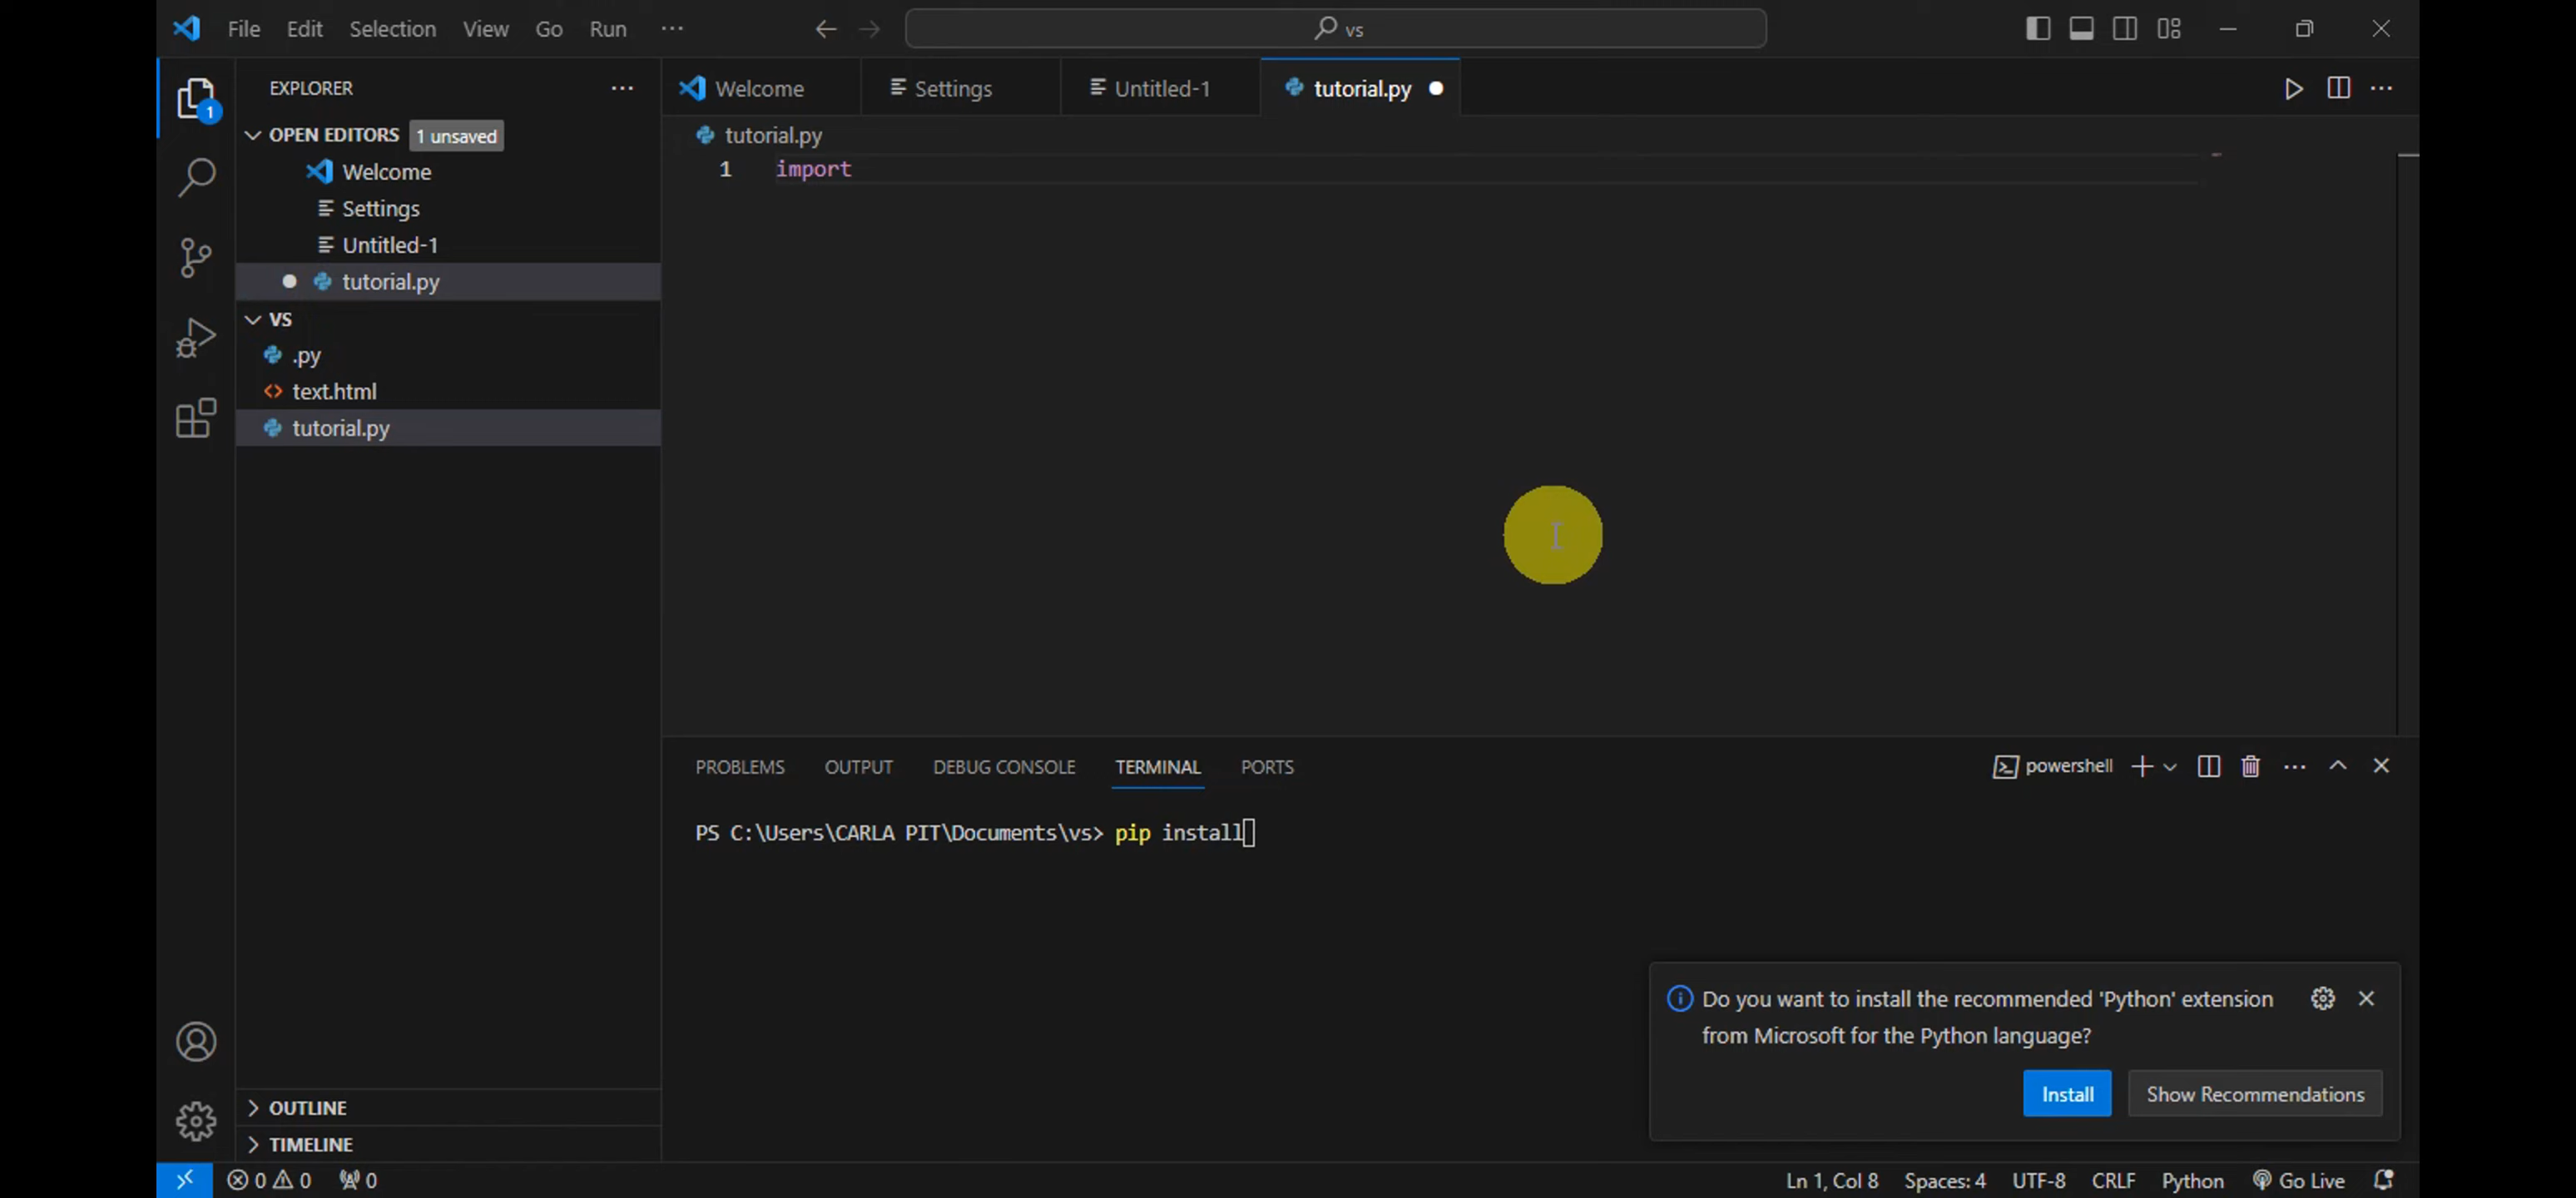 File Edit Selection View Go Run ···
vs
EXPLORER ···
OPEN EDITORS 1 unsaved
Welcome
Settings
Untitled-1
tutorial.py
VS
.py
text.html
tutorial.py
OUTLINE
TIMELINE
Welcome Settings Untitled-1 tutorial.py
tutorial.py
1 import
PROBLEMS OUTPUT DEBUG CONSOLE TERMINAL PORTS
powershell
PS C:\Users\CARLA PIT\Documents\vs> pip install
Do you want to install the recommended 'Python' extension
from Microsoft for the Python language?
Install Show Recommendations
1
0 0 0
Ln 1, Col 8 Spaces: 4 UTF-8 CRLF Python Go Live